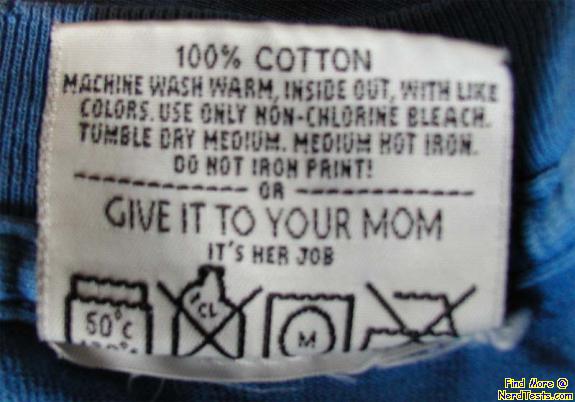 100% COTTON
MACHINE WASH WARM, INSIDE OUT, WITH LIKE
COLORS. USE ONLY NON-CHLORINE BLEACH.
TUMBLE DRY MEDIUM. MEDIUM HOT IRON.
DO NOT IRON PRINT!
OR
GIVE IT TO YOUR MOM
IT'S HER JOB
50°C
CL
M
Find More @
NerdTests.com